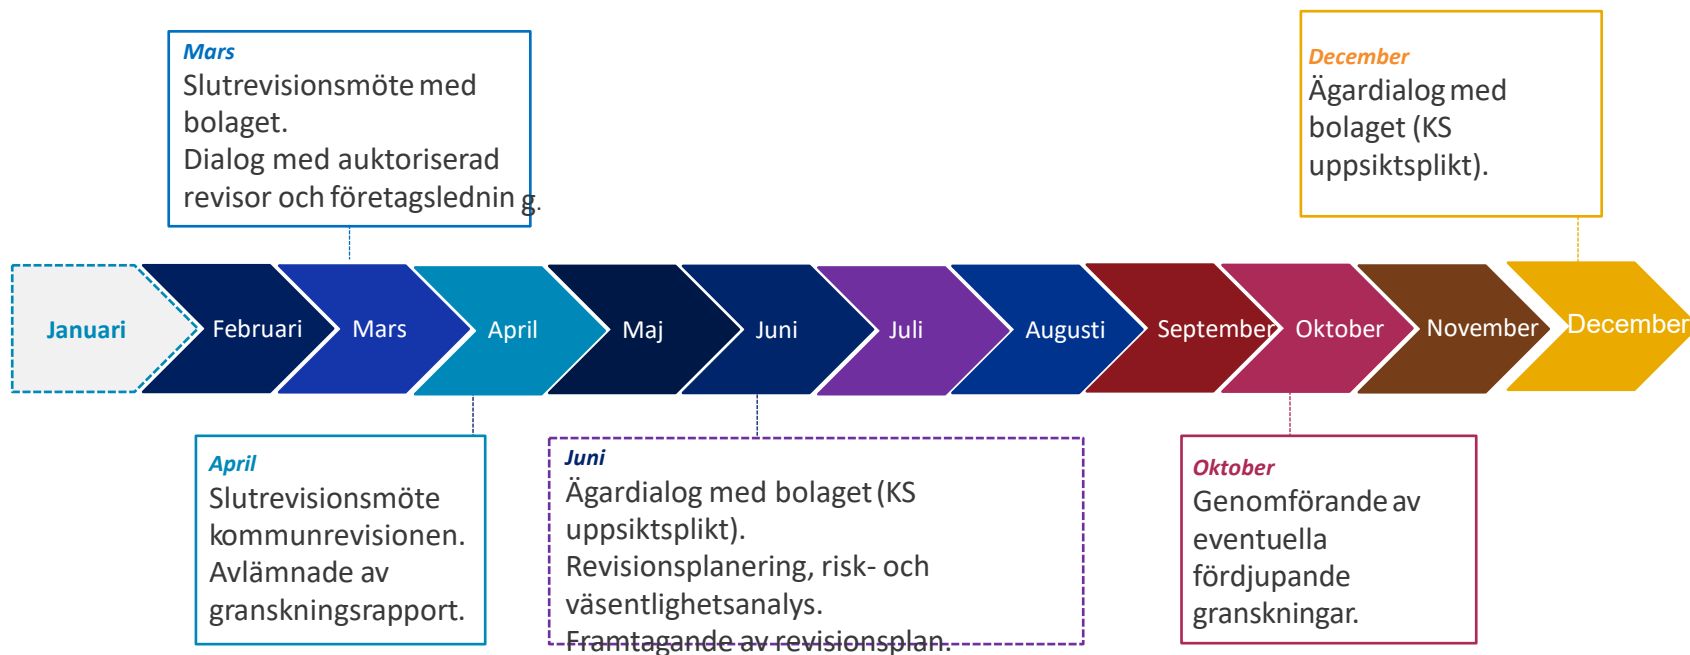 Mars
Slutrevisionsmöte med
bolaget.
Dialog med auktoriserad
revisor och företagsledning.
December
Ägardialog med
bolaget (KS
uppsiktsplikt).
Januari
Februari
Mars
April
Maj
Juni
Juli
Augusti
September
Oktober
November
December
April
Slutrevisionsmöte
kommunrevisionen.
Avlämnade av
granskningsrapport.
Juni
Ägardialog med bolaget (KS
uppsiktsplikt).
Revisionsplanering, risk- och
väsentlighetsanalys.
Framtagande av revisionsplan.
Oktober
Genomförande av
eventuella
fördjupande
granskningar.